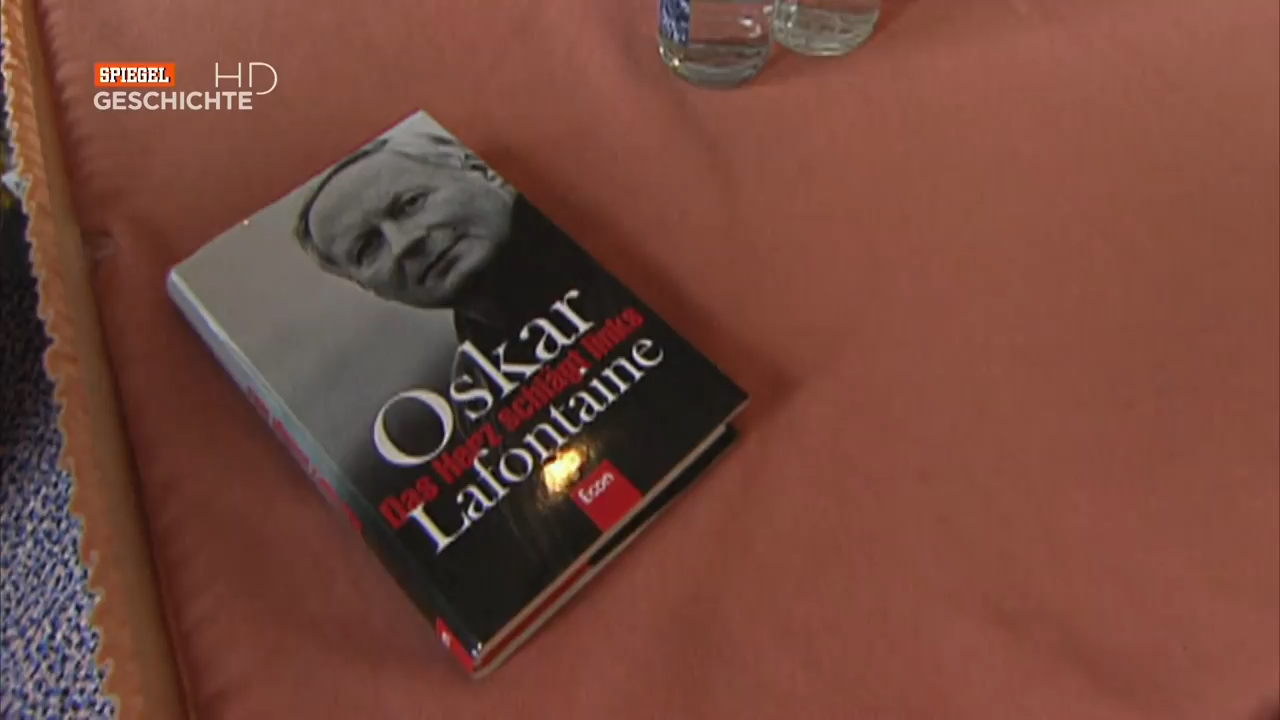 SPIEGEL HD
GESCHICHTE
Oskar
Das Herz schlägt links
Lafontaine
Econ